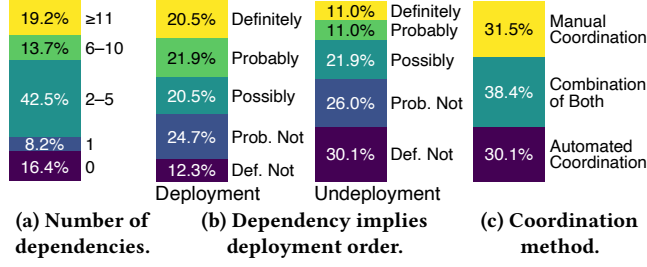 19.2% ≥11
13.7% 6–10
42.5% 2–5
8.2% 1
16.4% 0
(a) Number of
dependencies.
20.5% Definitely
21.9% Probably
20.5% Possibly
24.7% Prob. Not
12.3% Def. Not
Deployment
11.0% Definitely
11.0% Probably
21.9% Possibly
26.0% Prob. Not
30.1% Def. Not
Undeployment
(b) Dependency implies
deployment order.
31.5% Manual
Coordination
38.4% Combination
of Both
30.1% Automated
Coordination
(c) Coordination
method.